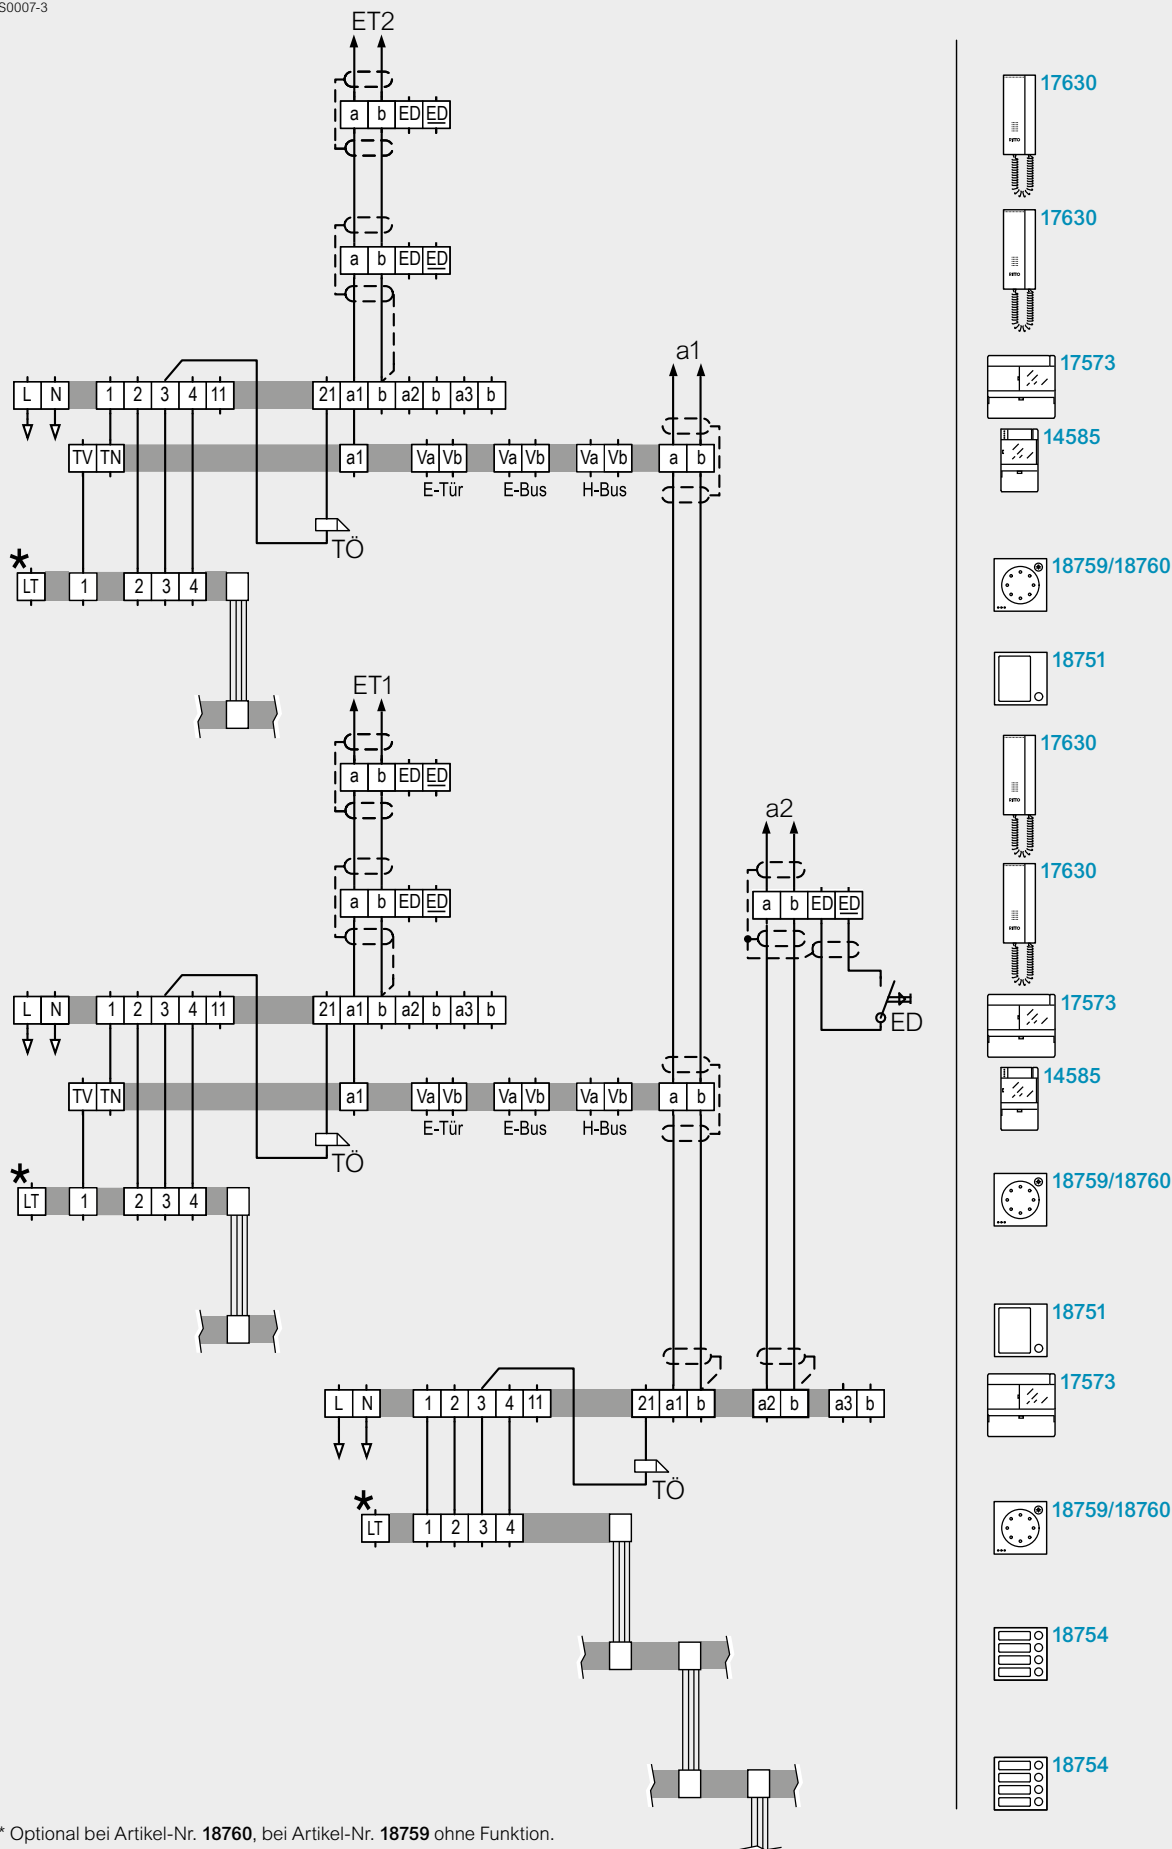 S0007-3
ET2
a b ED ED
17630
a b ED ED
17630
a1
L N 1 2 3 4 11 21 a1 b a2 b a3 b
17573
TV TN a1 Va Vb Va Vb Va Vb a b
14585
E-Tür E-Bus H-Bus
TÖ
*
LT 1 2 3 4
18759/18760
18751
ET1
a b ED ED
17630
a2
a b ED ED
17630
a b ED ED
L N 1 2 3 4 11 21 a1 b a2 b a3 b
ED
17573
TV TN a1 Va Vb Va Vb Va Vb a b
14585
E-Tür E-Bus H-Bus
TÖ
*
LT 1 2 3 4
18759/18760
18751
L N 1 2 3 4 11 21 a1 b a2 b a3 b
17573
TÖ
*
LT 1 2 3 4
18759/18760
18754
18754
* Optional bei Artikel-Nr. 18760, bei Artikel-Nr. 18759 ohne Funktion.